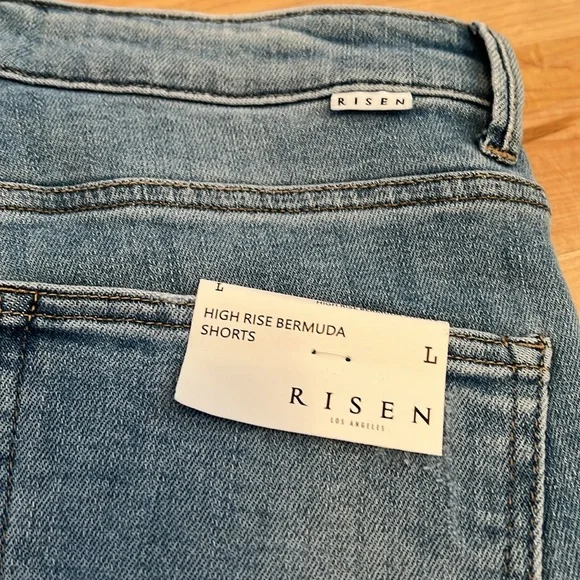 RISEN
L
HIGH RISE BERMUDA
SHORTS
L
RISEN
LOS ANGELES